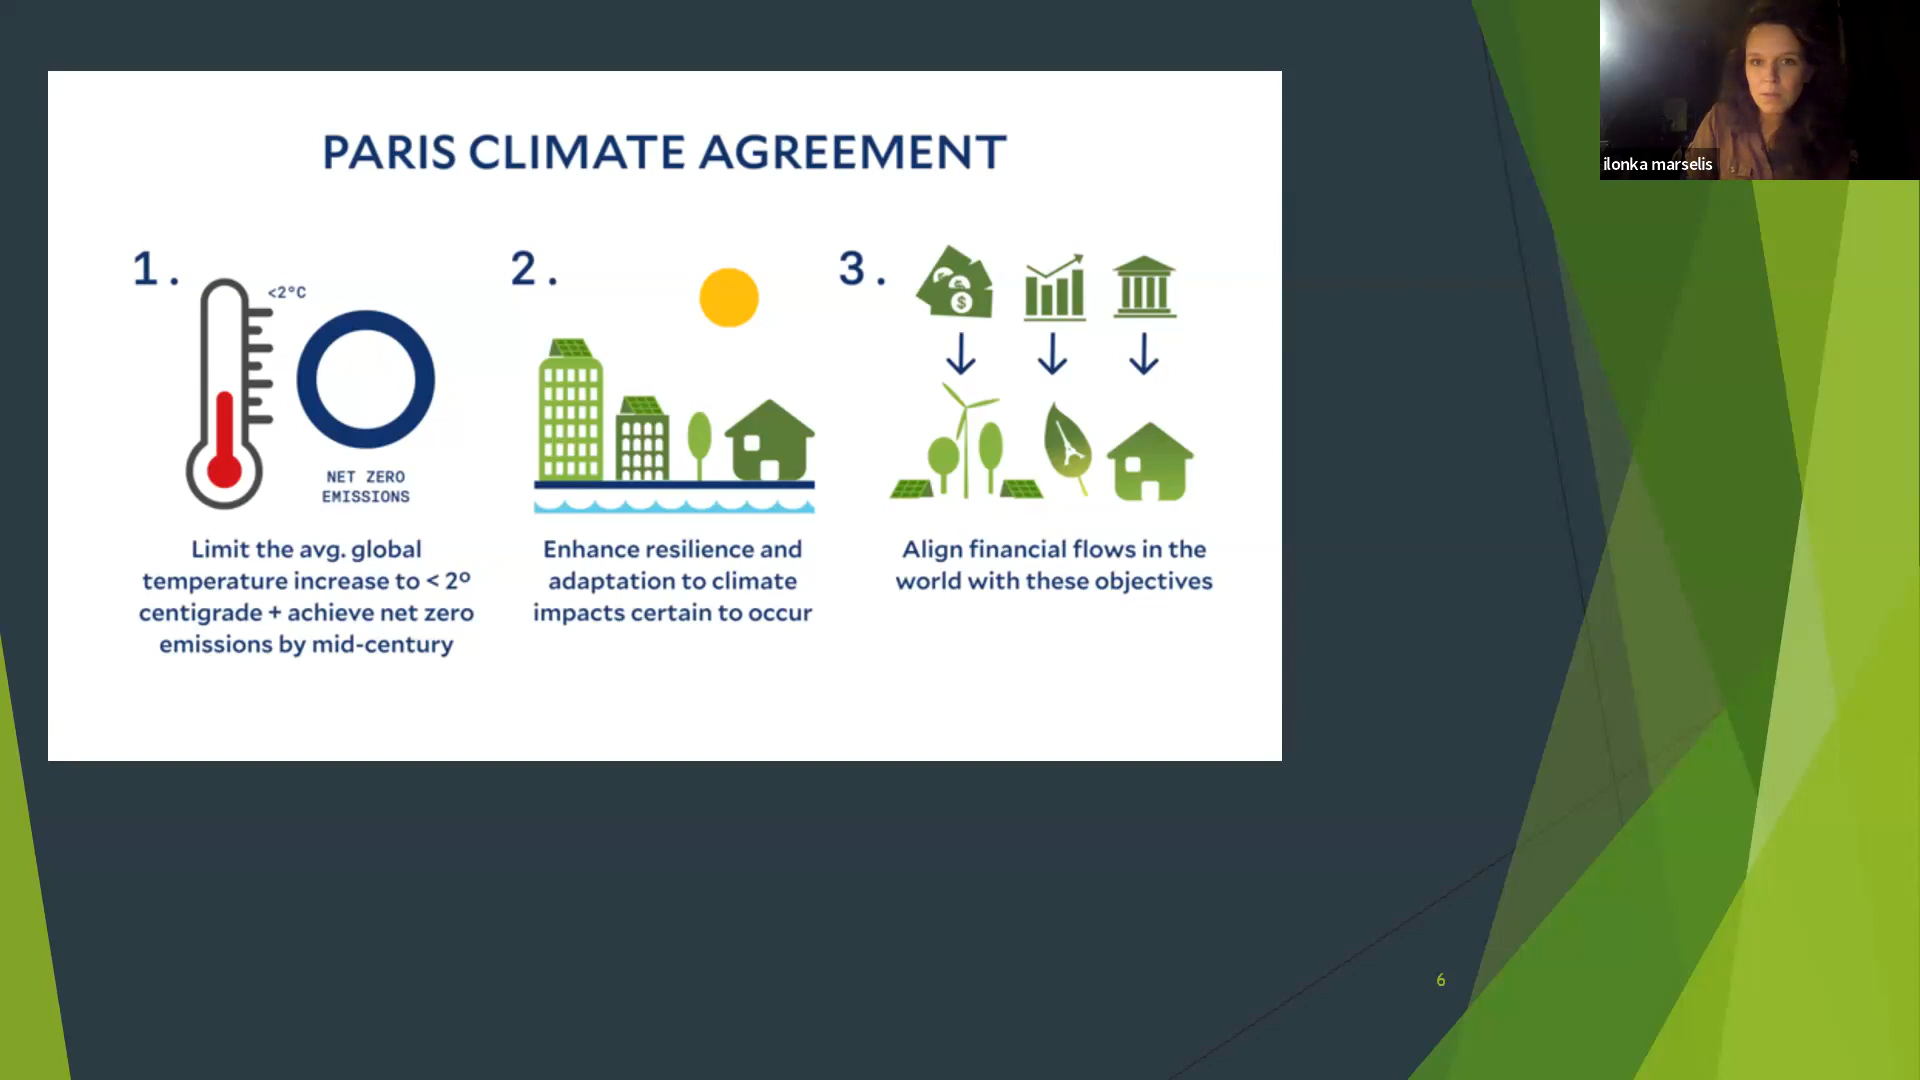 PARIS CLIMATE AGREEMENT
1.
<2°C
NET ZERO
EMISSIONS
Limit the avg. global
temperature increase to < 2º
centigrade + achieve net zero
emissions by mid-century
2.
Enhance resilience and
adaptation to climate
impacts certain to occur
3.
$
Align financial flows in the
world with these objectives
ilonka marselis
6